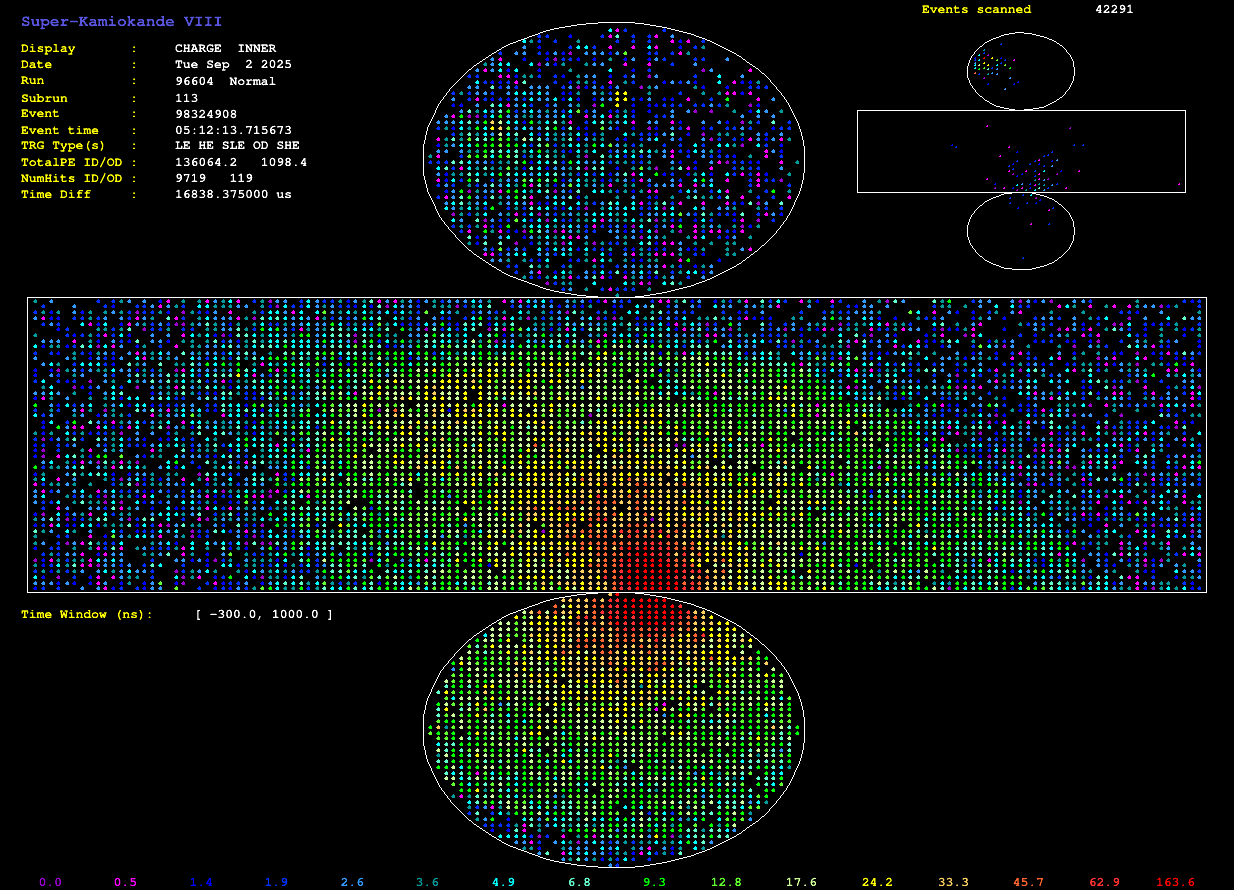 Super-Kamiokande VIII
Events scanned 42291
Display : CHARGE INNER
Date : Tue Sep 2 2025
Run : 96604 Normal
Subrun : 113
Event : 98324908
Event time : 05:12:13.715673
TRG Type(s) : LE HE SLE OD SHE
TotalPE ID/OD : 136064.2 1098.4
NumHits ID/OD : 9719 119
Time Diff : 16838.375000 us
Time Window (ns): [ -300.0, 1000.0 ]
0.0 0.5 1.4 1.9 2.6 3.6 4.9 6.8 9.3 12.8 17.6 24.2 33.3 45.7 62.9 163.6